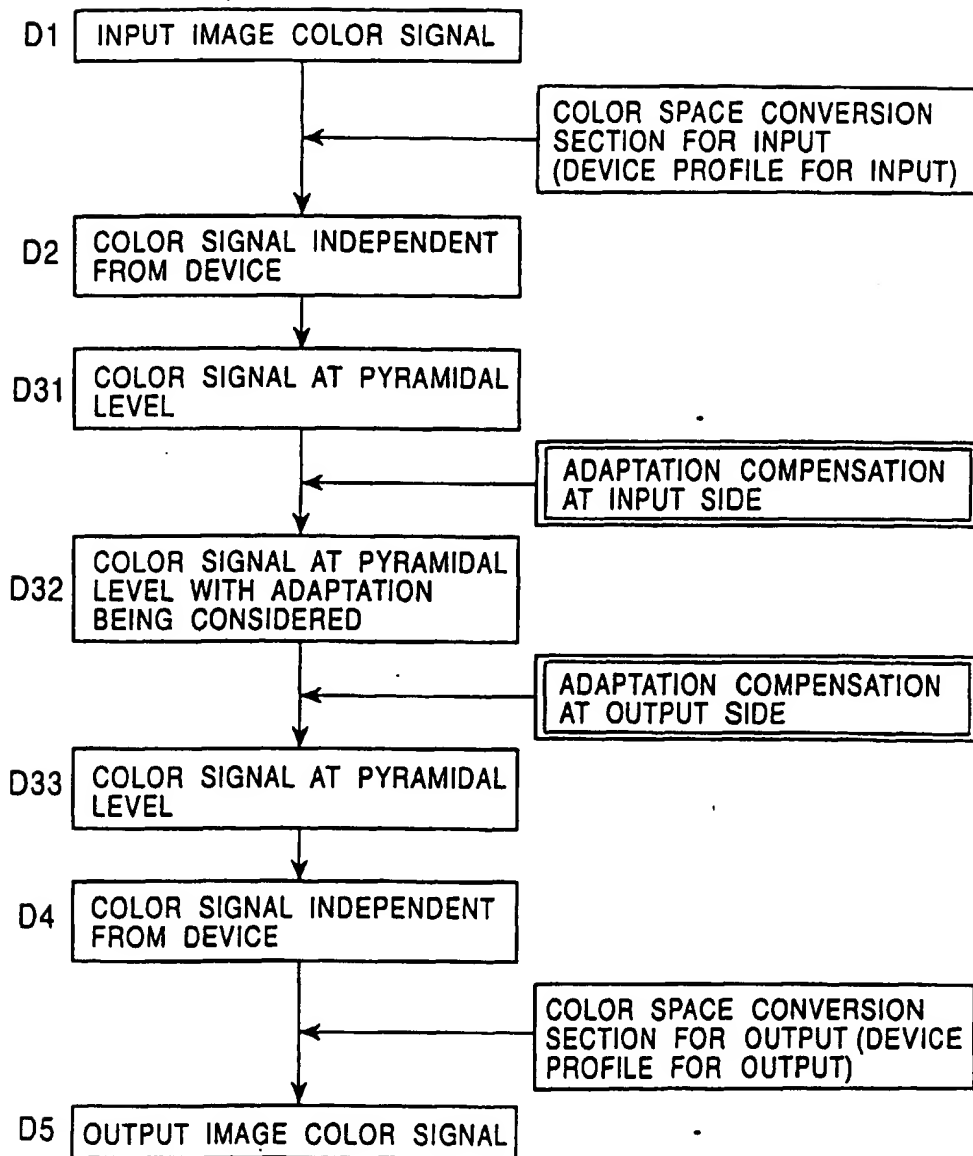 D1 INPUT IMAGE COLOR SIGNAL
COLOR SPACE CONVERSION
SECTION FOR INPUT
(DEVICE PROFILE FOR INPUT)
D2 COLOR SIGNAL INDEPENDENT
FROM DEVICE
D31 COLOR SIGNAL AT PYRAMIDAL
LEVEL
ADAPTATION COMPENSATION
AT INPUT SIDE
D32 COLOR SIGNAL AT PYRAMIDAL
LEVEL WITH ADAPTATION
BEING CONSIDERED
ADAPTATION COMPENSATION
AT OUTPUT SIDE
D33 COLOR SIGNAL AT PYRAMIDAL
LEVEL
D4 COLOR SIGNAL INDEPENDENT
FROM DEVICE
COLOR SPACE CONVERSION
SECTION FOR OUTPUT (DEVICE
PROFILE FOR OUTPUT)
D5 OUTPUT IMAGE COLOR SIGNAL